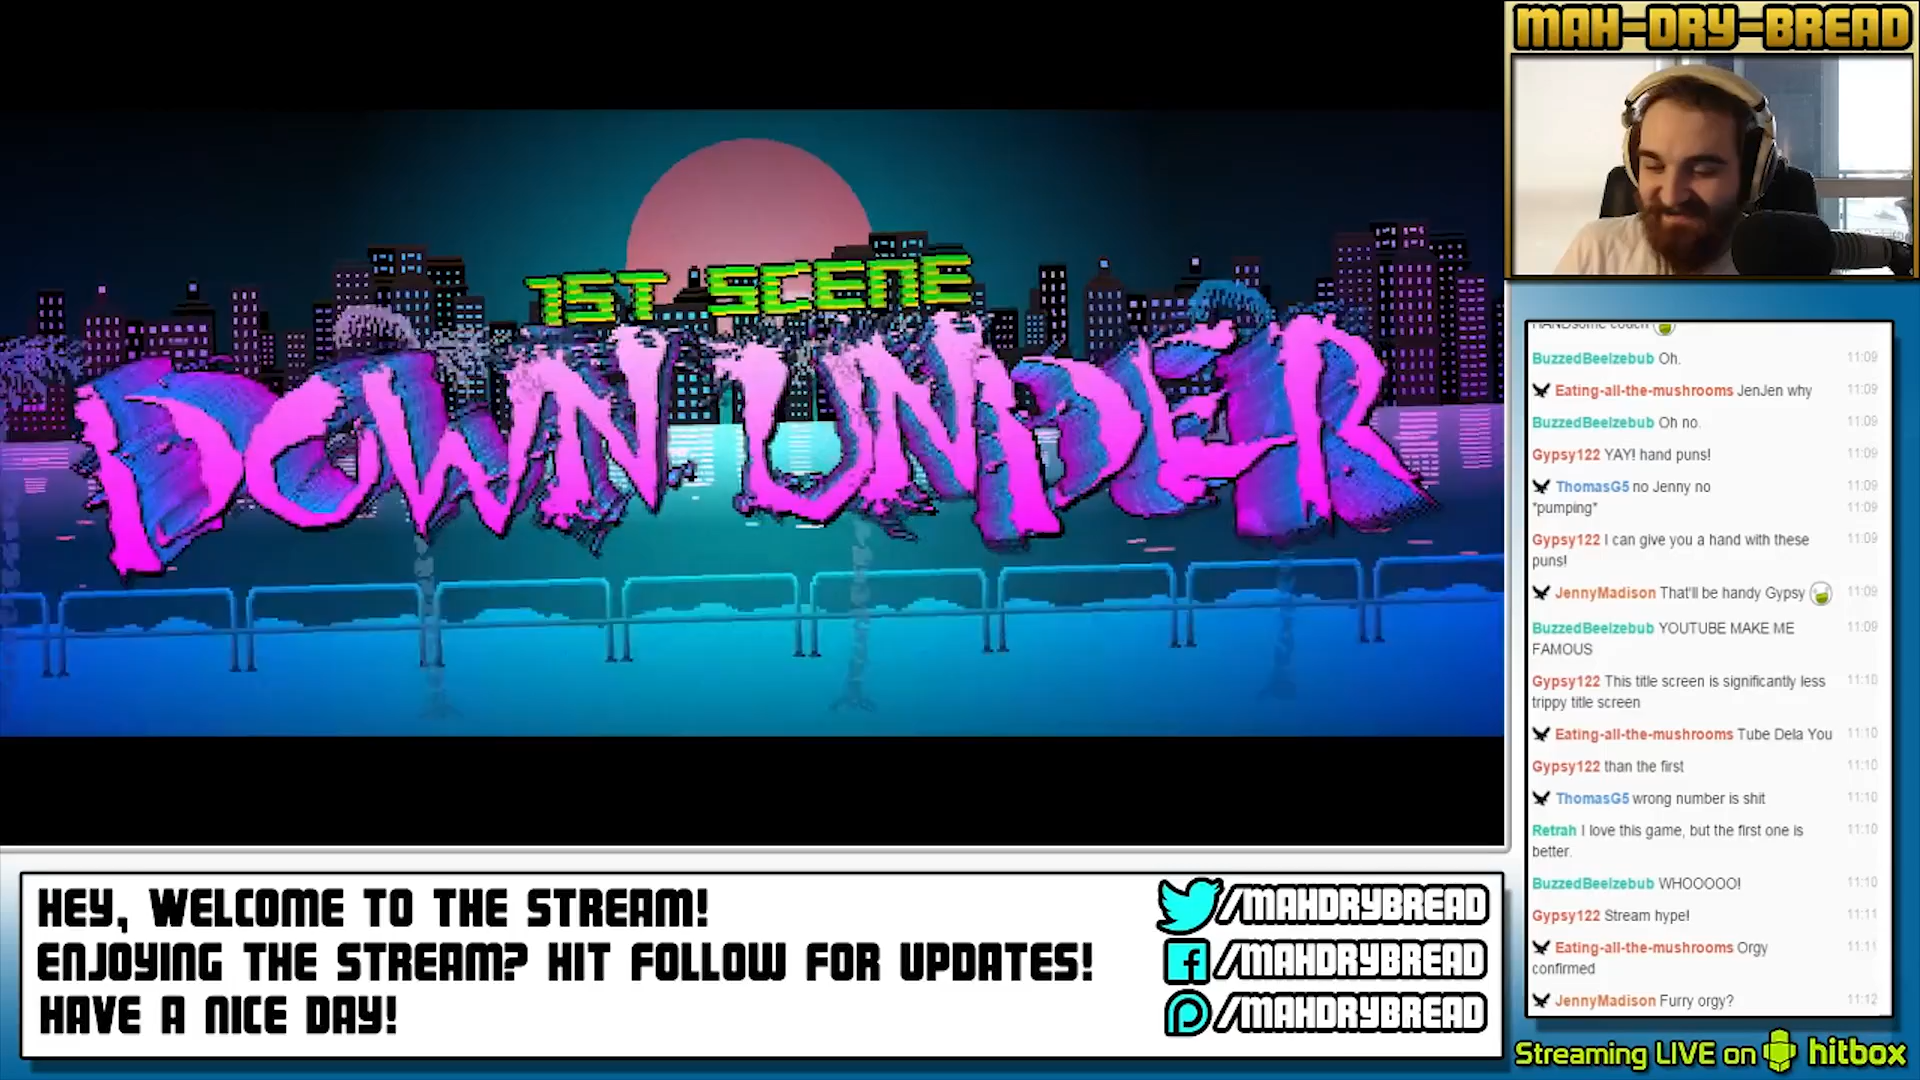 MAH-DRY-BREAD
1ST SCENE
DOWN UNDER
HANDsome couch
BuzzedBeelzebub Oh. 11:09
Eating-all-the-mushrooms JenJen why 11:09
BuzzedBeelzebub Oh no. 11:09
Gypsy122 YAY! hand puns! 11:09
ThomasG5 no Jenny no 11:09
*pumping* 11:09
Gypsy122 I can give you a hand with these 11:09
puns!
JennyMadison That'll be handy Gypsy 11:09
BuzzedBeelzebub YOUTUBE MAKE ME 11:09
FAMOUS
Gypsy122 This title screen is significantly less 11:10
trippy title screen
Eating-all-the-mushrooms Tube Dela You 11:10
Gypsy122 than the first 11:10
ThomasG5 wrong number is shit 11:10
Retrah I love this game, but the first one is 11:10
better.
BuzzedBeelzebub WHOOOOO! 11:10
Gypsy122 Stream hype! 11:11
Eating-all-the-mushrooms Orgy 11:11
confirmed
JennyMadison Furry orgy? 11:12
HEY, WELCOME TO THE STREAM!
ENJOYING THE STREAM? HIT FOLLOW FOR UPDATES!
HAVE A NICE DAY!
/MAHDRYBREAD
/MAHDRYBREAD
/MAHDRYBREAD
Streaming LIVE on hitbox